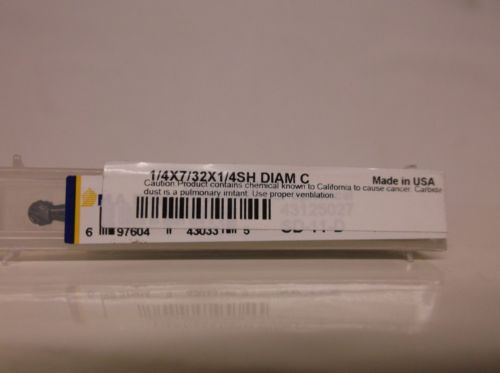 1/4X7/32X1/4SH DIAM C
Made in USA
Caution:Product contains chemical known to California to cause cancer. Carbide
dust is a pulmonary irritant. Use proper ventilation.
43125027
6 97604 43033 5